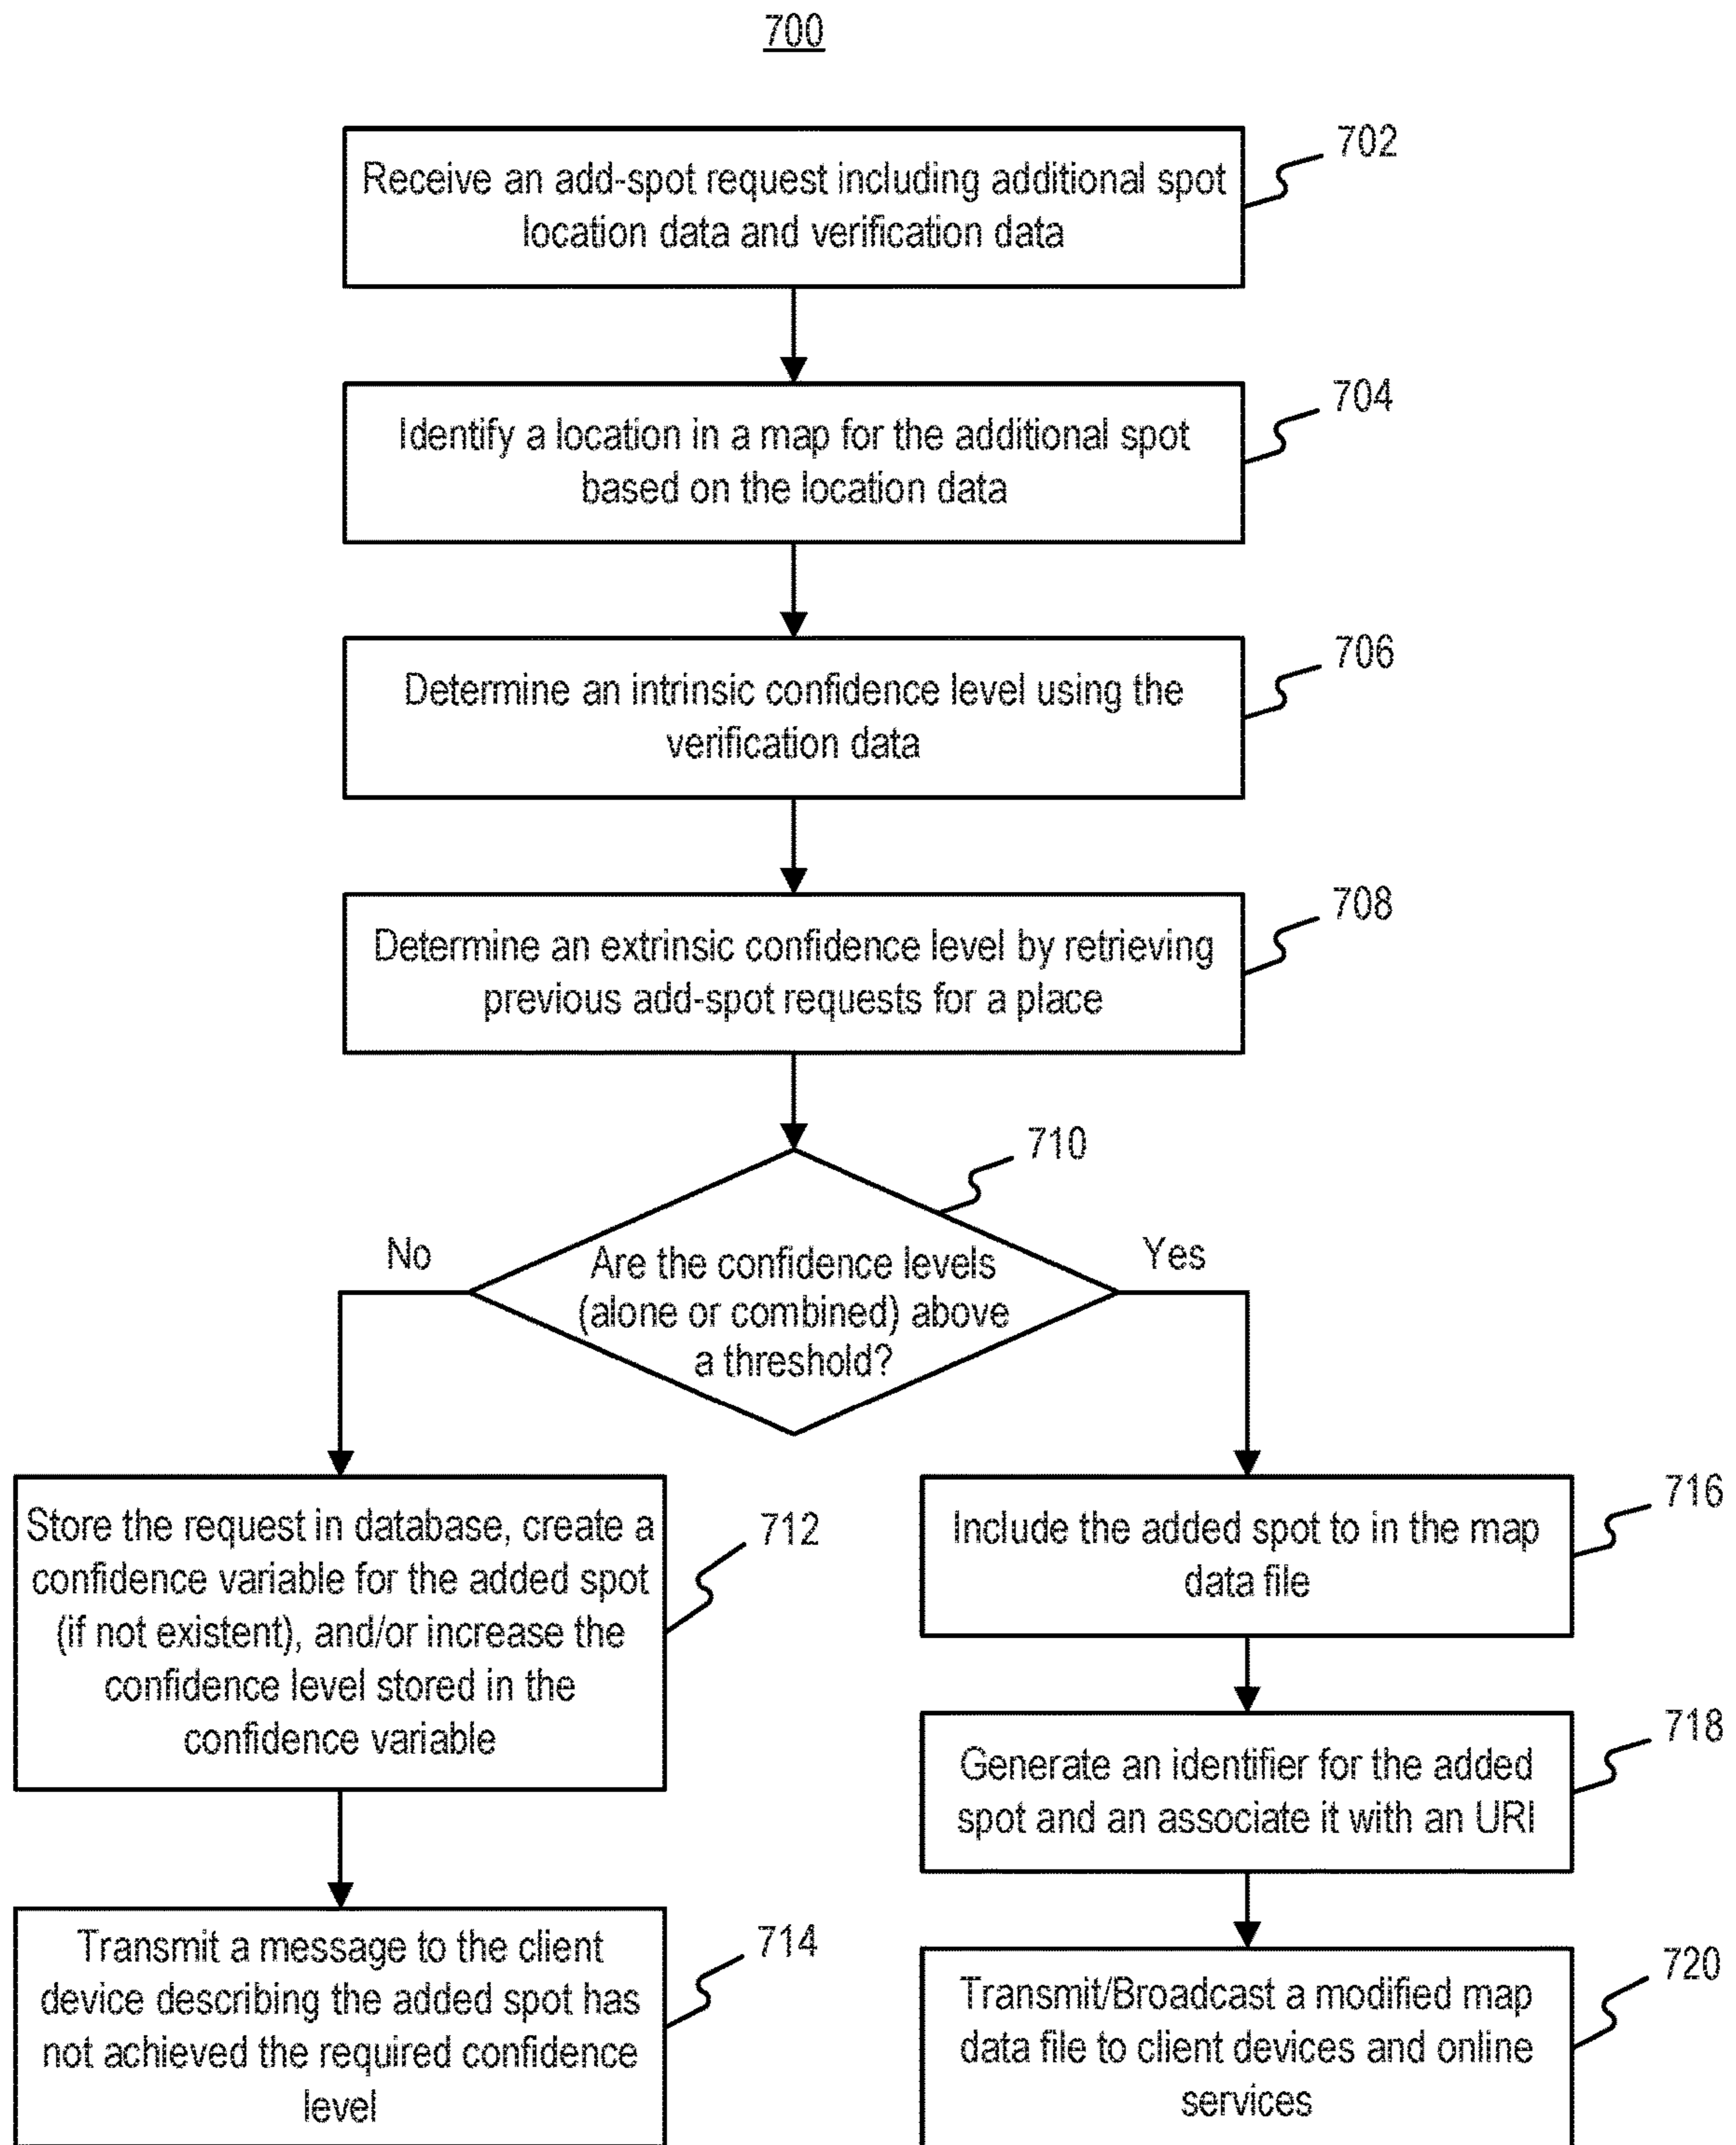 700
702
Receive an add-spot request including additional spot
location data and verification data
704
Identify a location in a map for the additional spot
based on the location data
706
Determine an intrinsic confidence level using the
verification data
708
Determine an extrinsic confidence level by retrieving
previous add-spot requests for a place
710
No
Yes
Are the confidence levels
(alone or combined) above
a threshold?
712
Store the request in database, create a
confidence variable for the added spot
(if not existent), and/or increase the
confidence level stored in the
confidence variable
714
Transmit a message to the client
device describing the added spot has
not achieved the required confidence
level
716
Include the added spot to in the map
data file
718
Generate an identifier for the added
spot and an associate it with an URI
720
Transmit/Broadcast a modified map
data file to client devices and online
services